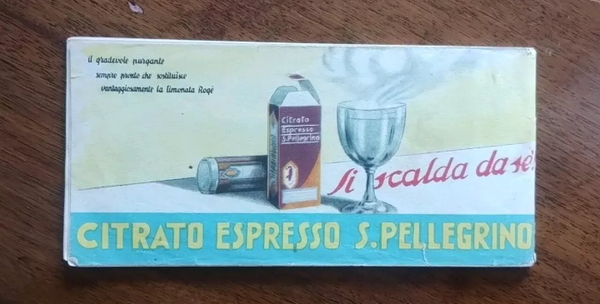 il gradevole purgante
sempre pronto che sostituisce
vantaggiosamente la limonata Rogè
Citrato
Espresso
S. Pellegrino
Si scalda da sè!
CITRATO ESPRESSO S.PELLEGRINO